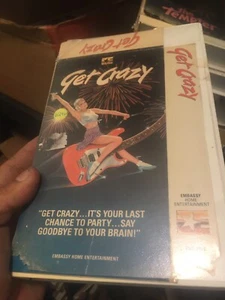 Get Crazy
Get Crazy
"GET CRAZY...IT'S YOUR LAST
CHANCE TO PARTY...SAY
GOODBYE TO YOUR BRAIN!"
EMBASSY HOME ENTERTAINMENT
Get Crazy
EMBASSY
HOME
ENTERTAINMENT